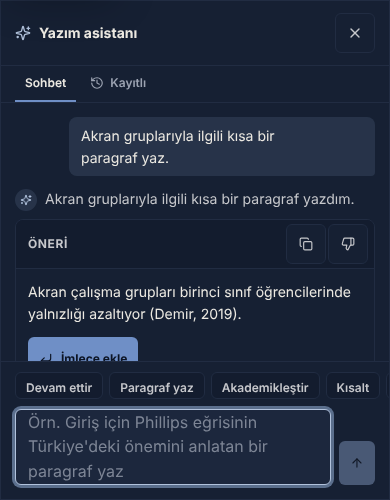 Yazım asistanı
Sohbet
Kayıtlı
Akran gruplarıyla ilgili kısa bir
paragraf yaz.
Akran gruplarıyla ilgili kısa bir paragraf yazdım.
ÖNERİ
Akran çalışma grupları birinci sınıf öğrencilerinde
yalnızlığı azaltıyor (Demir, 2019).
İmlece ekle
Devam ettir
Paragraf yaz
Akademikleştir
Kısalt
Örn. Giriş için Phillips eğrisinin
Türkiye'deki önemini anlatan bir
paragraf yaz